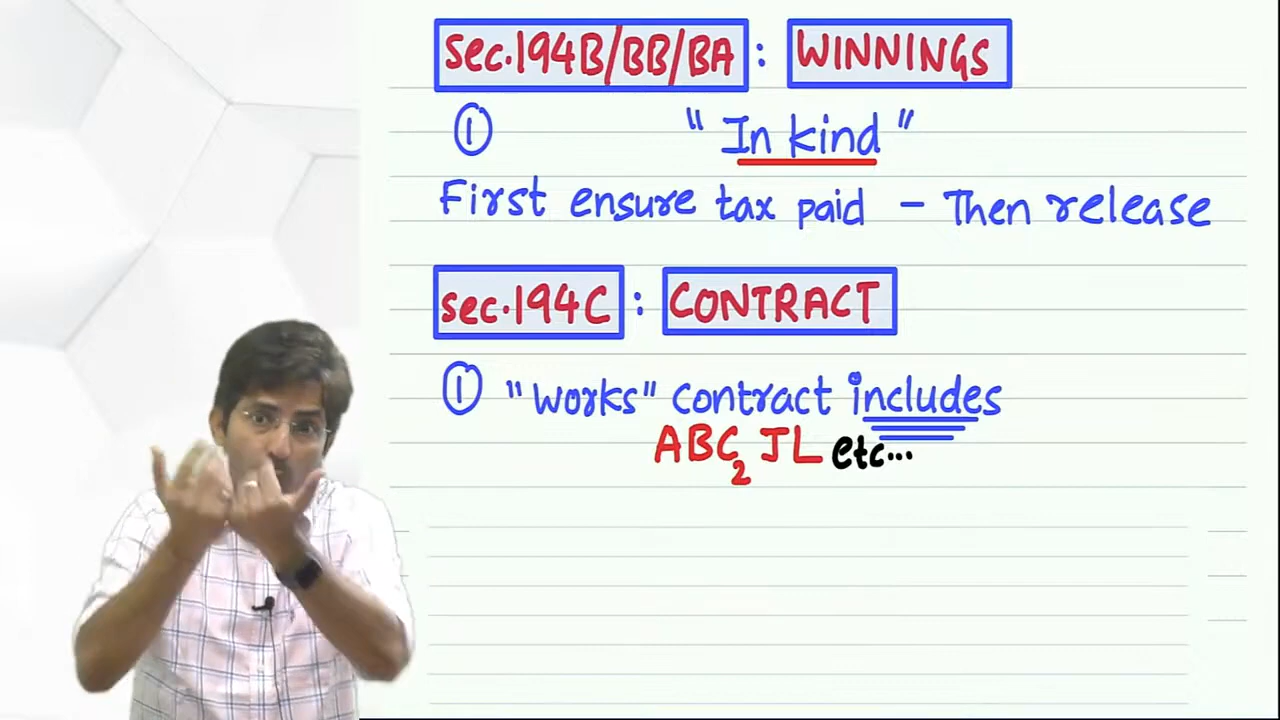 sec.194B/BB/BA : WINNINGS
① "In kind"
First ensure tax paid – Then release
sec.194C : CONTRACT
① "Works" contract includes
ABC₂ JL etc...